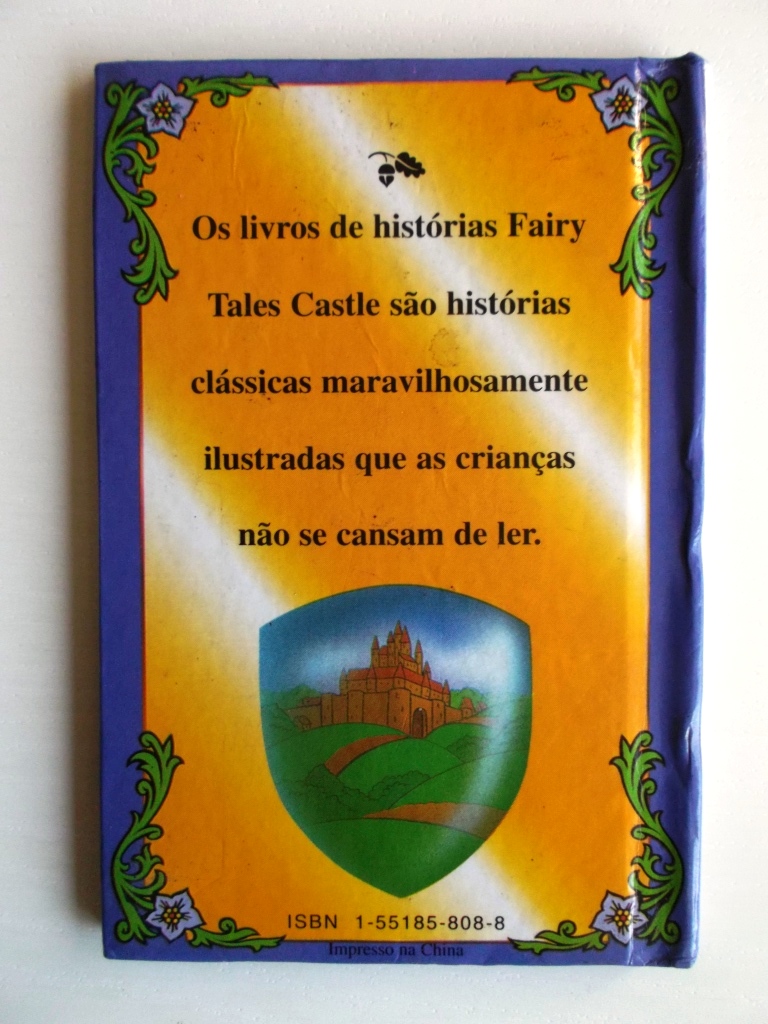 Os livros de histórias Fairy
Tales Castle são histórias
clássicas maravilhosamente
ilustradas que as crianças
não se cansam de ler.
ISBN 1-55185-808-8
Impresso na China